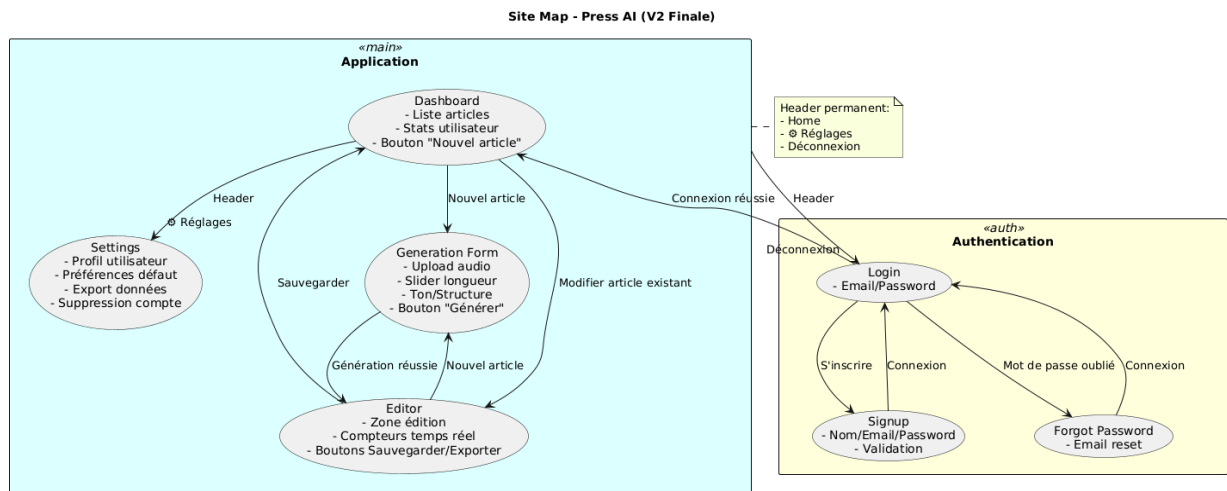 Site Map - Press AI (V2 Finale)
«main»
Application
Dashboard
- Liste articles
- Stats utilisateur
- Bouton "Nouvel article"
Header permanent:
- Home
- ⚙ Réglages
- Déconnexion
Header
⚙ Réglages
Nouvel article
Connexion réussie
Header
Déconnexion
Settings
- Profil utilisateur
- Préférences défaut
- Export données
- Suppression compte
Sauvegarder
Generation Form
- Upload audio
- Slider longueur
- Ton/Structure
- Bouton "Générer"
Modifier article existant
«auth»
Authentication
Login
- Email/Password
Génération réussie
Nouvel article
S'inscrire
Connexion
Mot de passe oublié
Connexion
Editor
- Zone édition
- Compteurs temps réel
- Boutons Sauvegarder/Exporter
Signup
- Nom/Email/Password
- Validation
Forgot Password
- Email reset